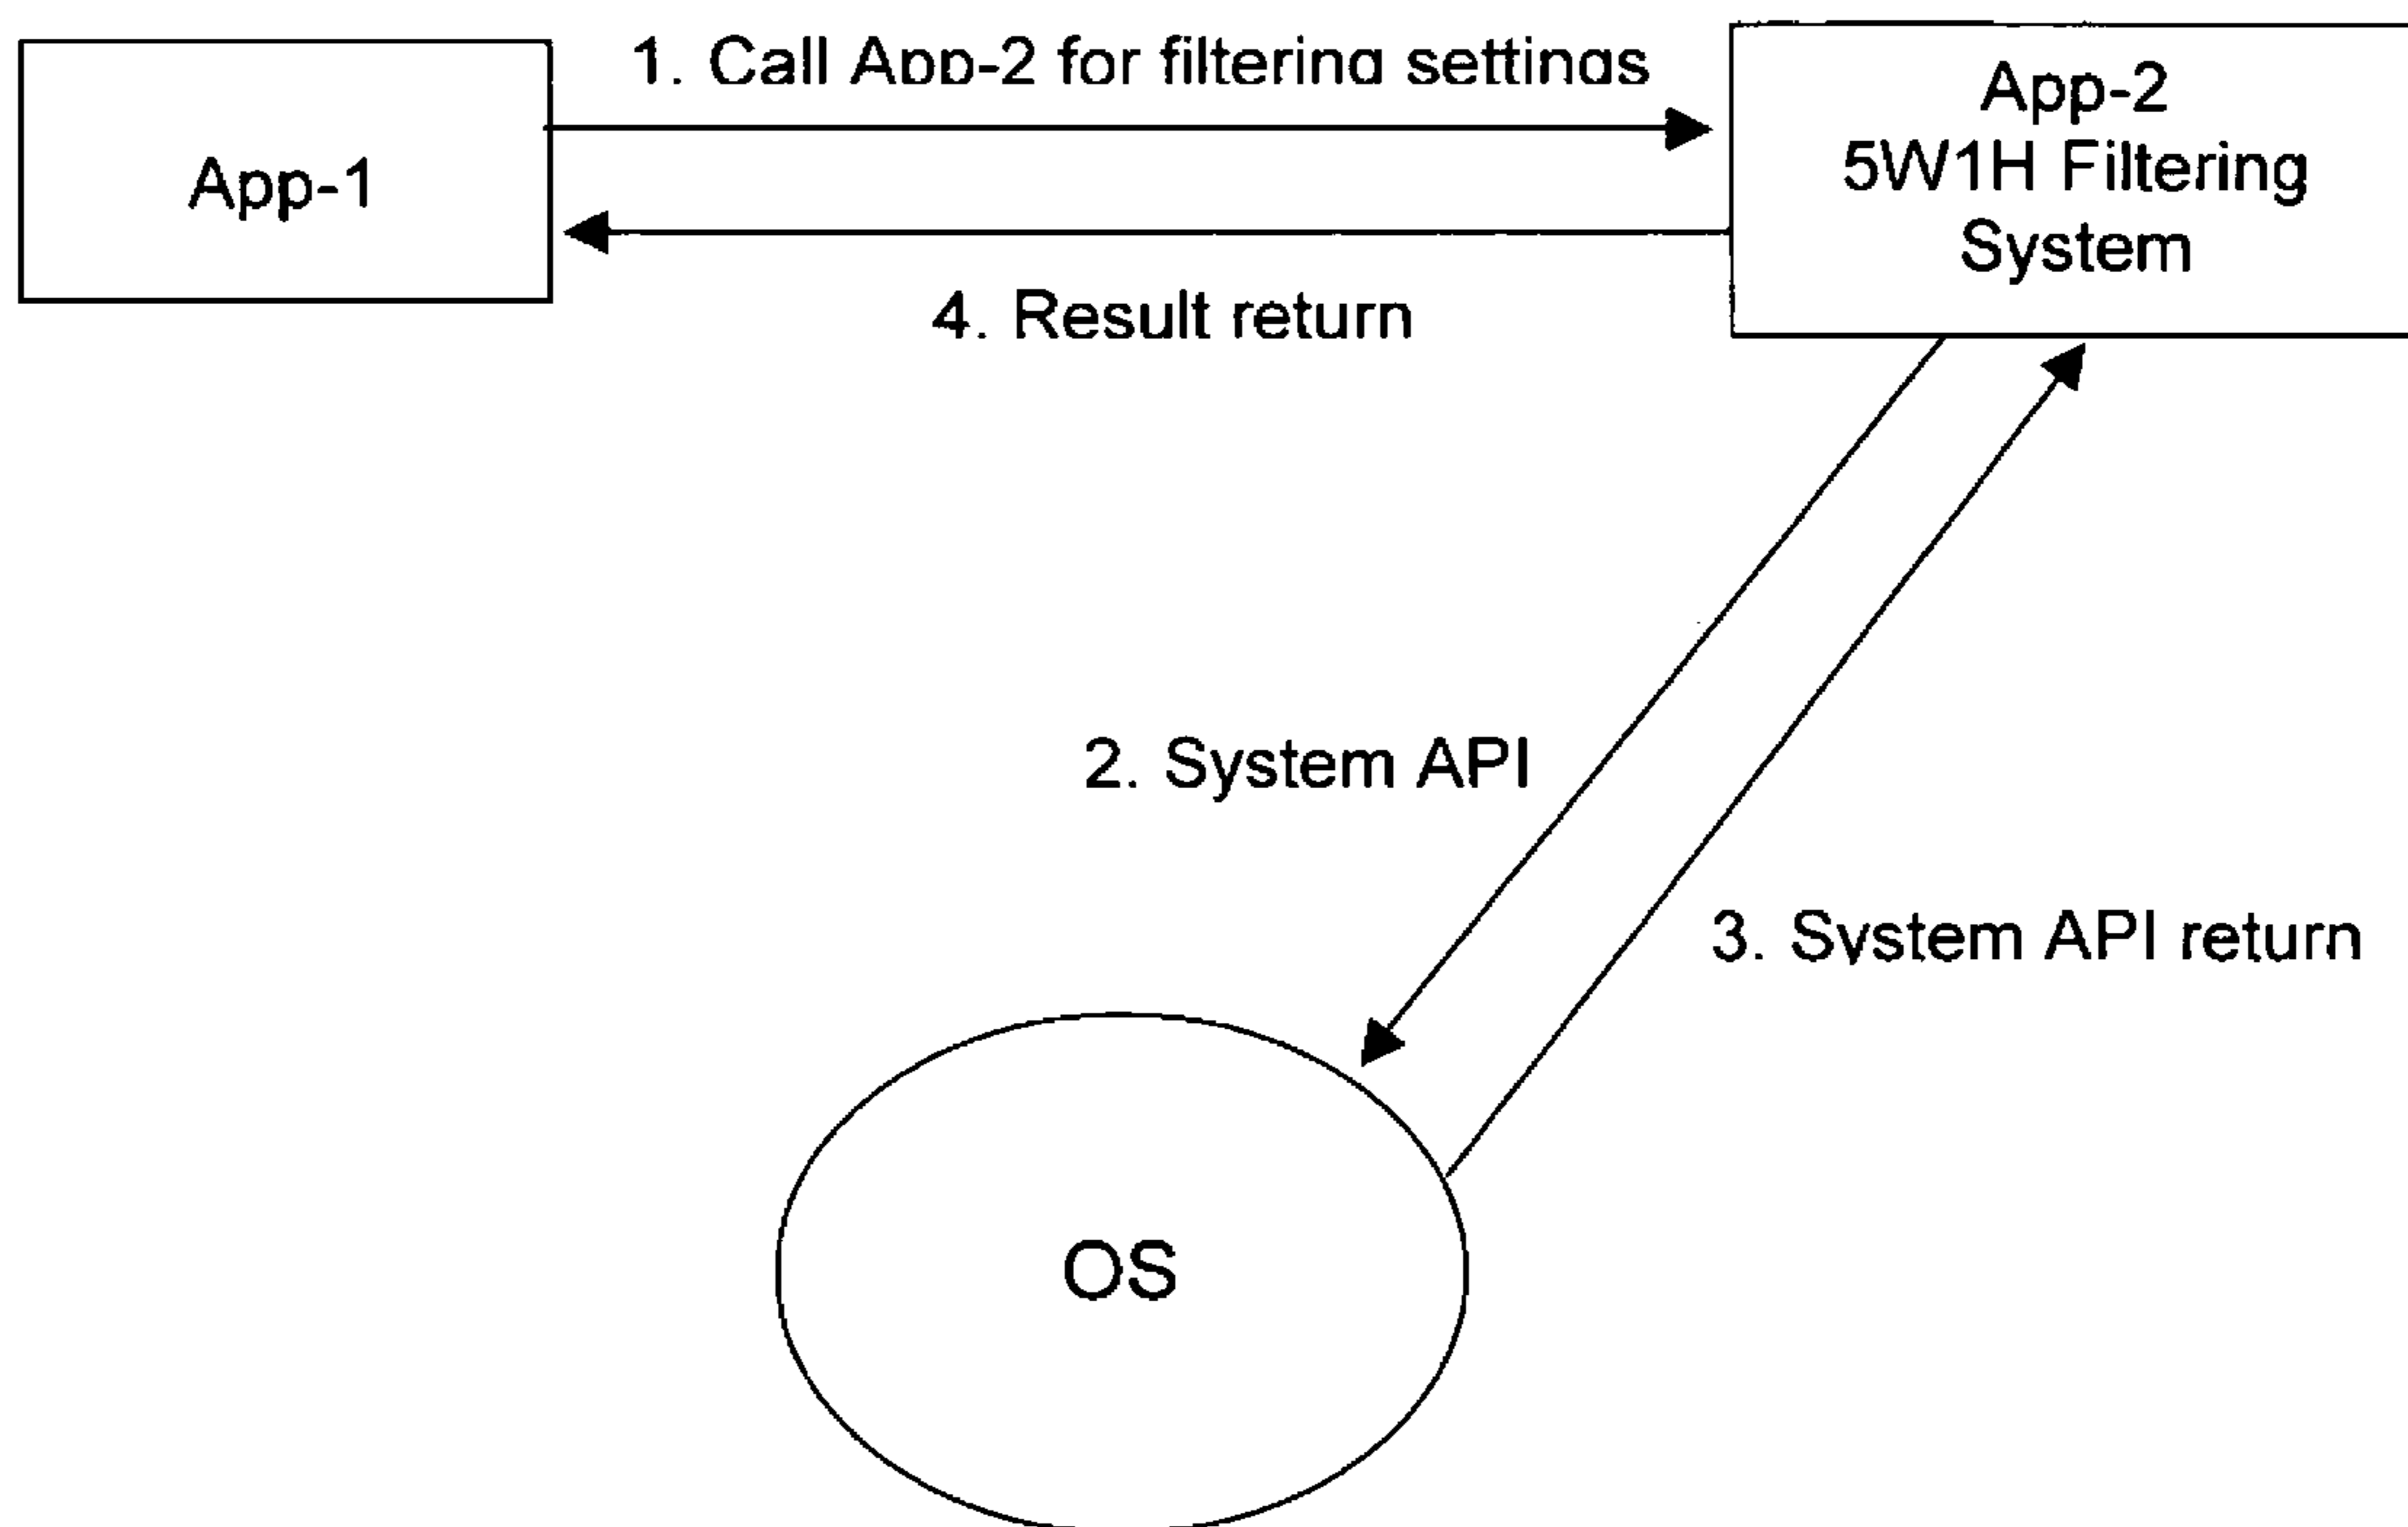 1. Call App-2 for filtering settings
App-1
App-2
5W1H Filtering
System
4. Result return
2. System API
3. System API return
OS